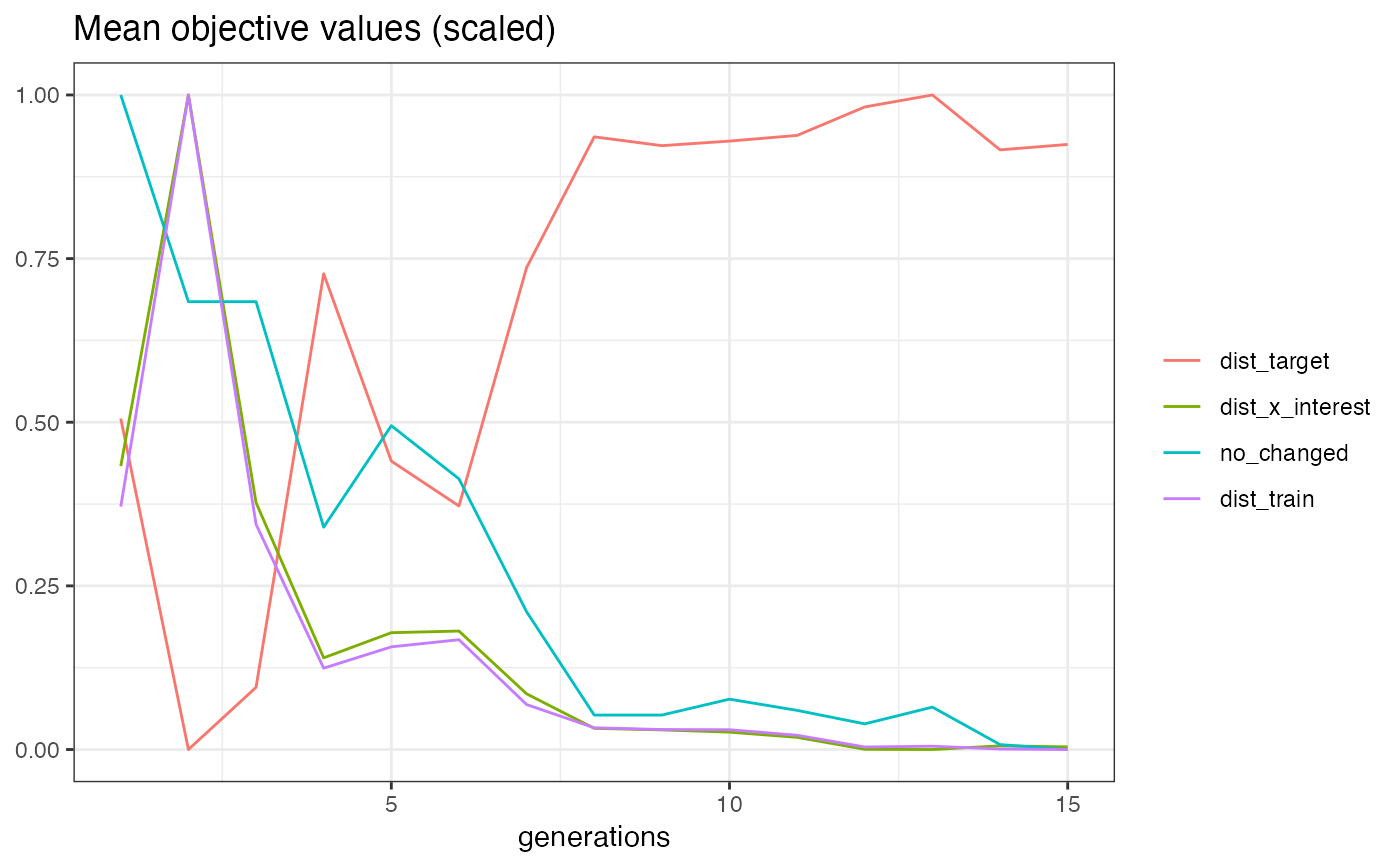 Mean objective values (scaled)
1.00
0.75
0.50
0.25
0.00
5
10
15
generations
dist_target
dist_x_interest
no_changed
dist_train